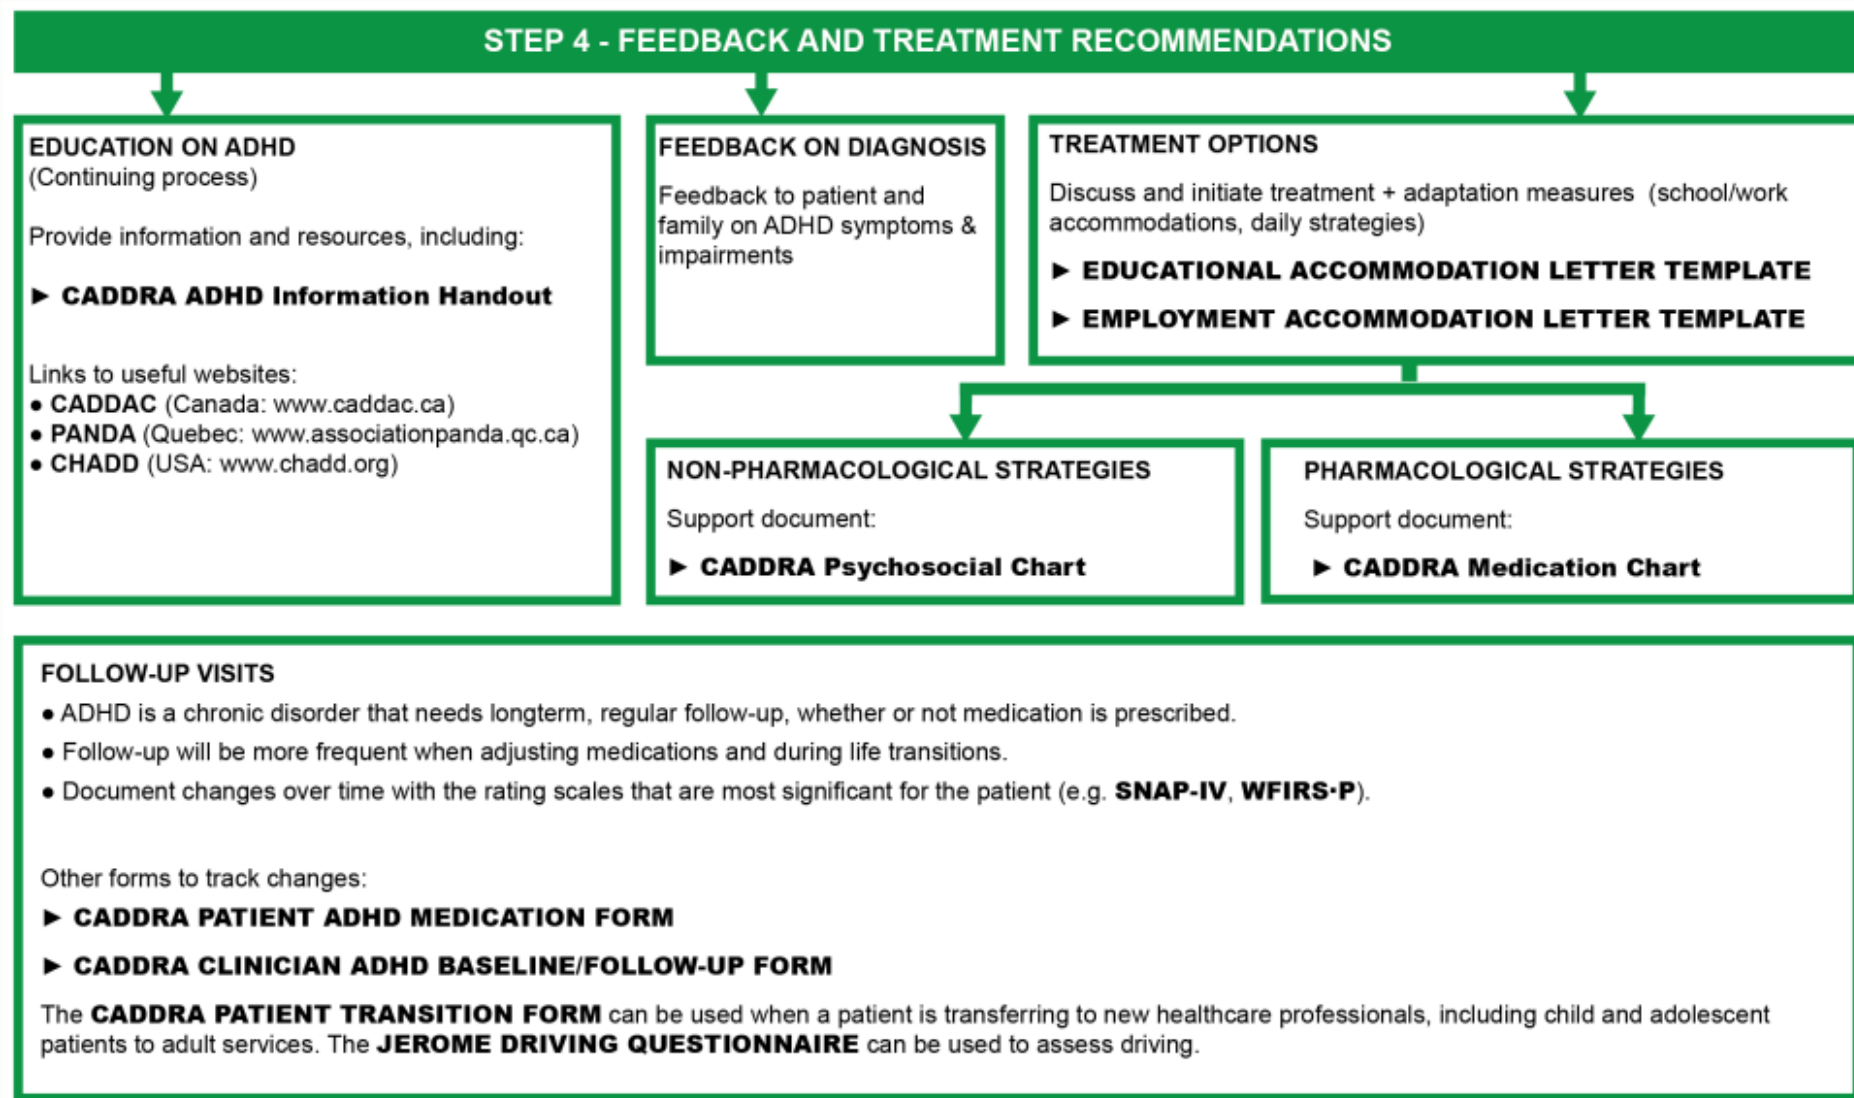 STEP 4 - FEEDBACK AND TREATMENT RECOMMENDATIONS
EDUCATION ON ADHD
(Continuing process)
Provide information and resources, including:
► CADDRA ADHD Information Handout
Links to useful websites:
● CADDAC (Canada: www.caddac.ca)
● PANDA (Quebec: www.associationpanda.qc.ca)
● CHADD (USA: www.chadd.org)
FEEDBACK ON DIAGNOSIS
Feedback to patient and
family on ADHD symptoms &
impairments
TREATMENT OPTIONS
Discuss and initiate treatment + adaptation measures (school/work
accommodations, daily strategies)
► EDUCATIONAL ACCOMMODATION LETTER TEMPLATE
► EMPLOYMENT ACCOMMODATION LETTER TEMPLATE
NON-PHARMACOLOGICAL STRATEGIES
Support document:
► CADDRA Psychosocial Chart
PHARMACOLOGICAL STRATEGIES
Support document:
► CADDRA Medication Chart
FOLLOW-UP VISITS
● ADHD is a chronic disorder that needs longterm, regular follow-up, whether or not medication is prescribed.
● Follow-up will be more frequent when adjusting medications and during life transitions.
● Document changes over time with the rating scales that are most significant for the patient (e.g. SNAP-IV, WFIRS·P).
Other forms to track changes:
► CADDRA PATIENT ADHD MEDICATION FORM
► CADDRA CLINICIAN ADHD BASELINE/FOLLOW-UP FORM
The CADDRA PATIENT TRANSITION FORM can be used when a patient is transferring to new healthcare professionals, including child and adolescent
patients to adult services. The JEROME DRIVING QUESTIONNAIRE can be used to assess driving.